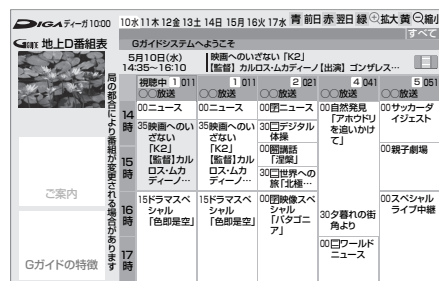 DIGA ディーガ 10:00 10水 11木 12金 13土 14日 15月 16火 17水 青 前日 赤 翌日 緑 拡大 黄 縮小
すべて
G GUIDE 地上D番組表
Gガイドシステムへようこそ
5月10日(水)
14:35~16:10
映画へのいざない「K2」
【監督】カルロス・ムカディーノ【出演】ゴンザレス…
局の都合により番組が変更される場合があります
ご案内
Gガイドの特徴
視聴中 1 011
○○放送
1 011
○○放送
2 021
○○放送
4 041
○○放送
5 051
○○放送
14時
15時
16時
17時
00ニュース
35映画へのい
ざない
「K2」
【監督】カル
ロス・ムカ
ディーノ…
15ドラマスペ
シャル
「色即是空」
00ニュース
35映画へのい
ざない
「K2」
【監督】カル
ロス・ムカ
ディーノ…
15ドラマスペ
シャル
「色即是空」
00ニュース
30デジタル
体操
00講話
「涅槃」
30世界への
旅「北極…
00映像スペ
シャル
「パタゴニ
ア」
00自然発見
「アホウドリ
を追いかけ
て」
30夕暮れの街
角より
00ワールド
ニュース
00サッカーダ
イジェスト
00親子劇場
00スペシャル
ライブ中継